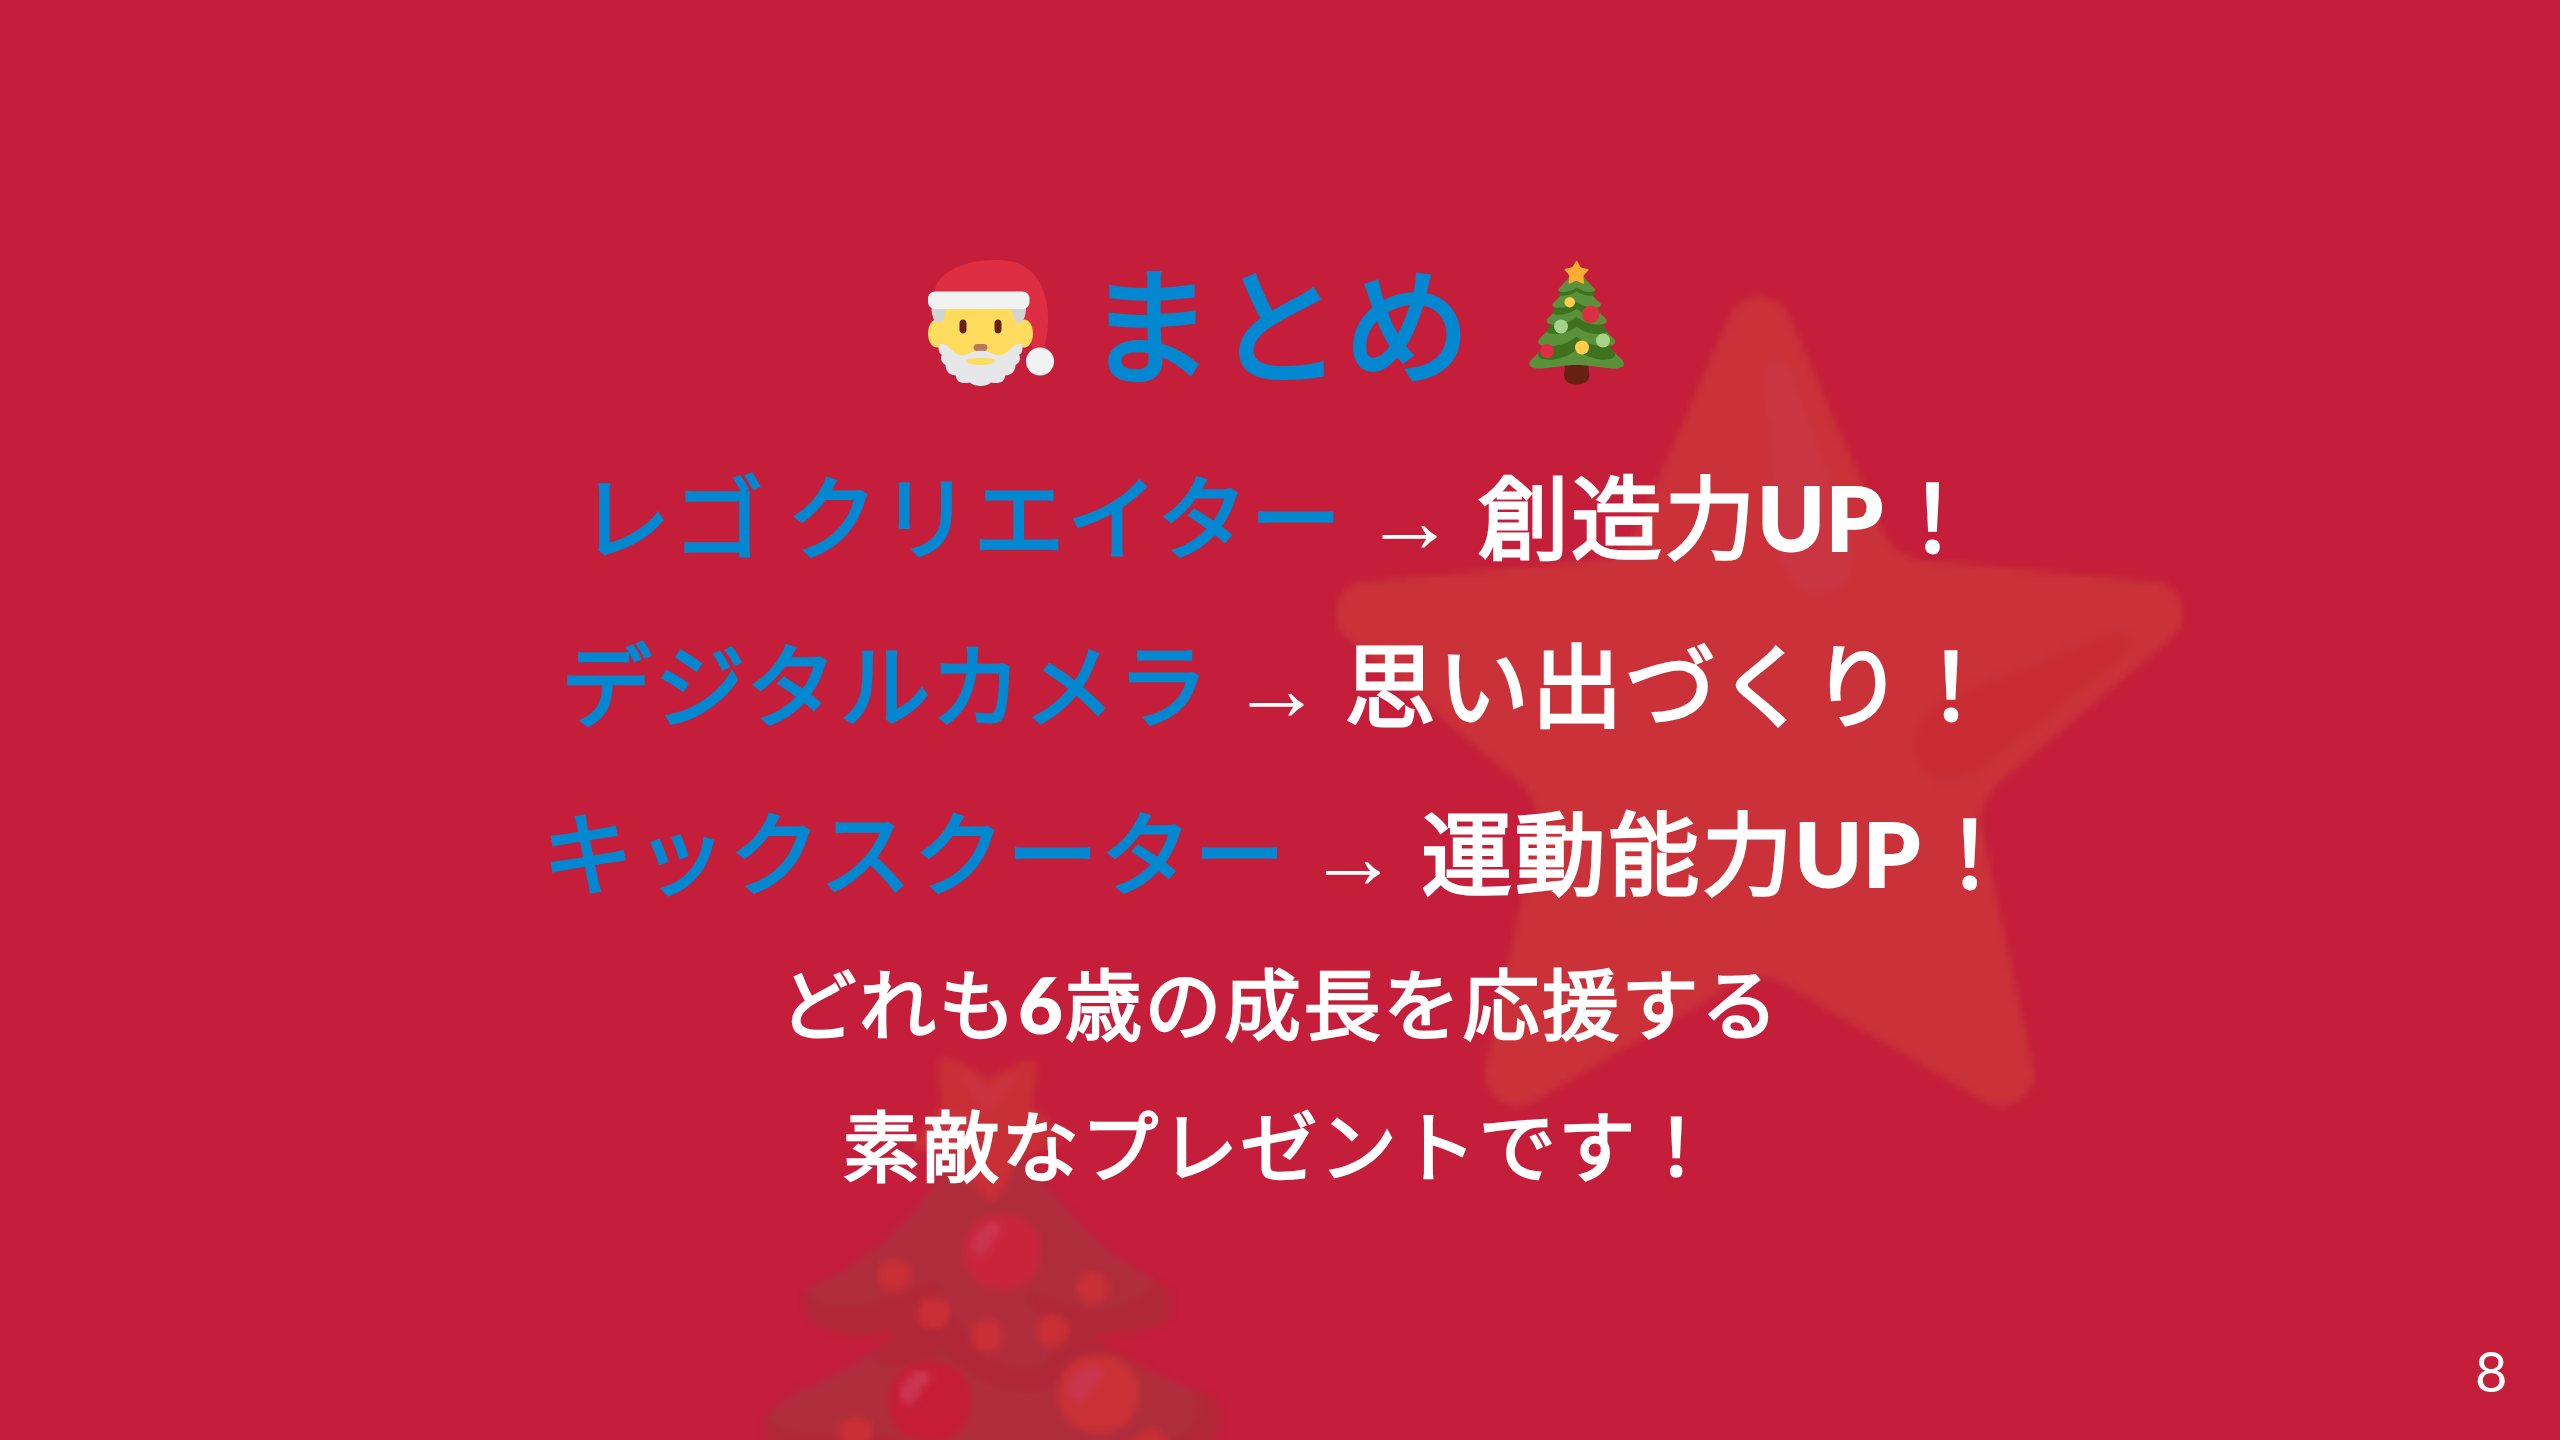 🎅 まとめ 🎄
レゴ クリエイター → 創造力UP！
デジタルカメラ → 思い出づくり！
キックスクーター → 運動能力UP！
どれも6歳の成長を応援する
素敵なプレゼントです！
8